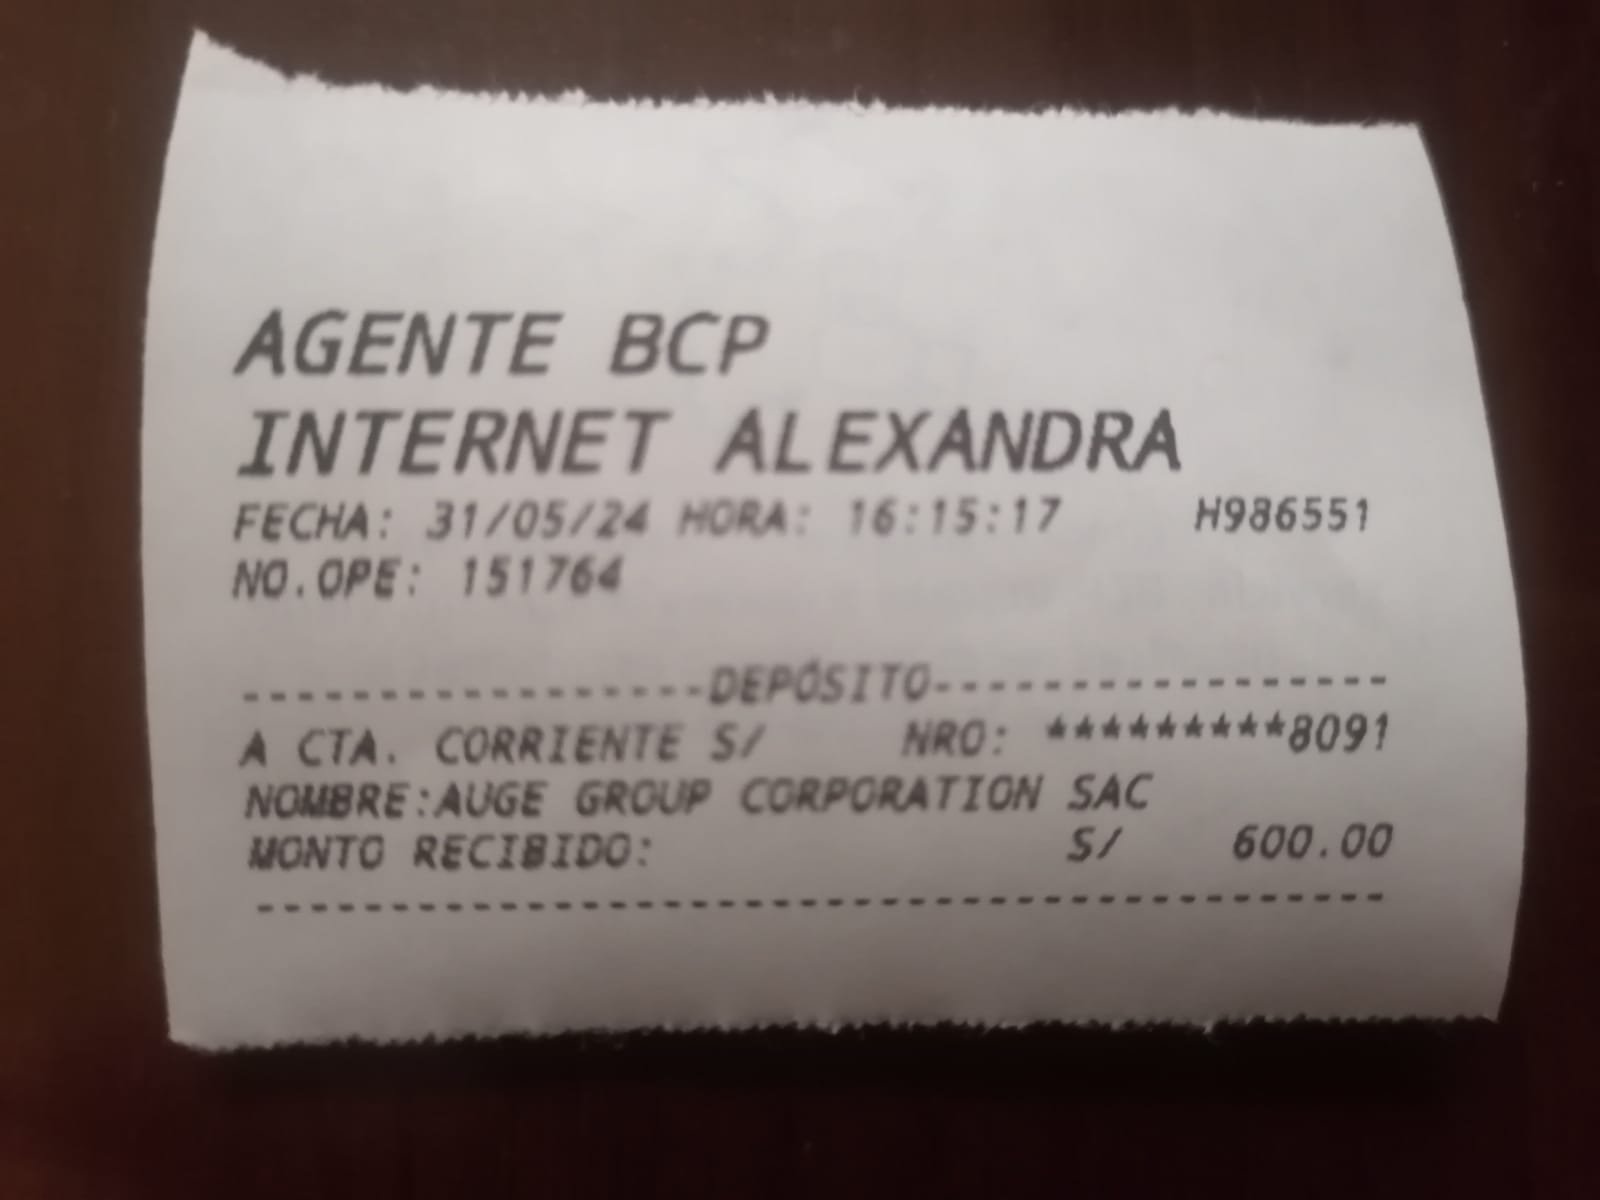 AGENTE BCP
INTERNET ALEXANDRA
FECHA: 31/05/24 HORA: 16:15:17 H986551
NO.OPE: 151764
-----------------DEPÓSITO-----------------
A CTA. CORRIENTE S/ NRO: *********8091
NOMBRE:AUGE GROUP CORPORATION SAC
MONTO RECIBIDO: S/ 600.00
------------------------------------------